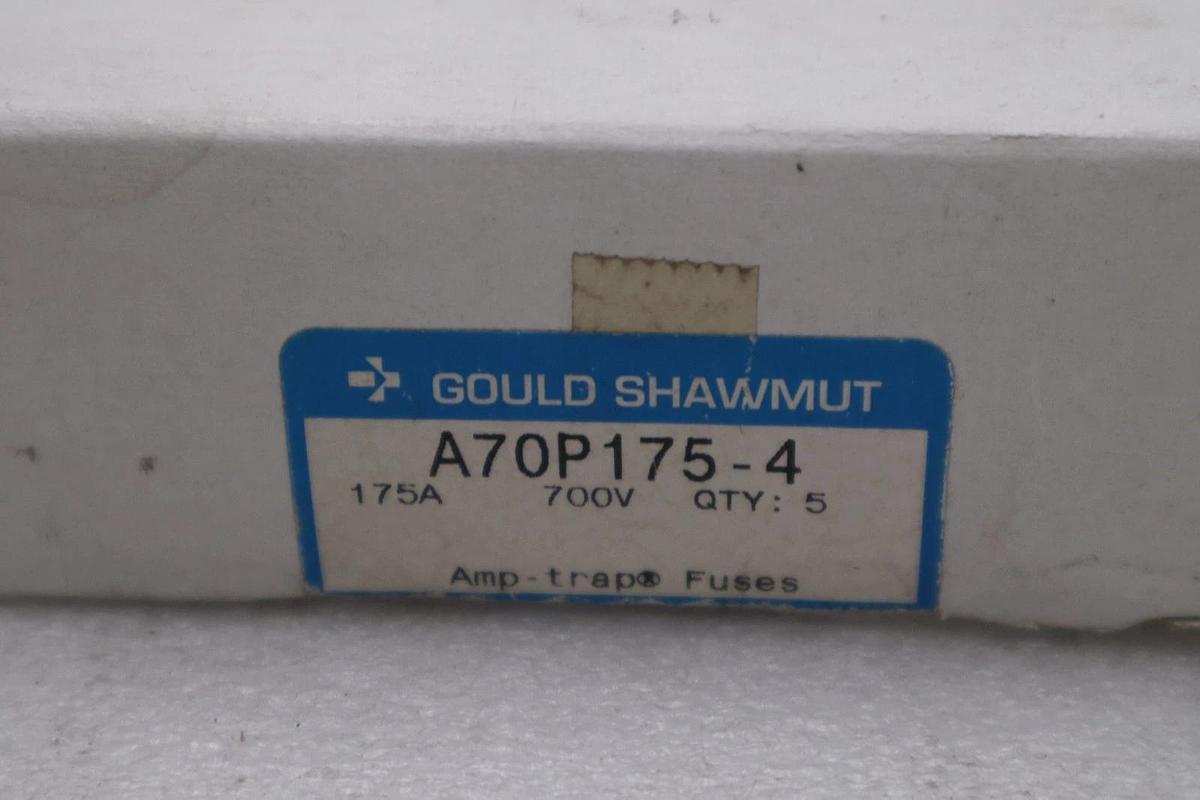 GOULD SHAWMUT
A70P175-4
175A 700V QTY: 5
Amp-trap® Fuses